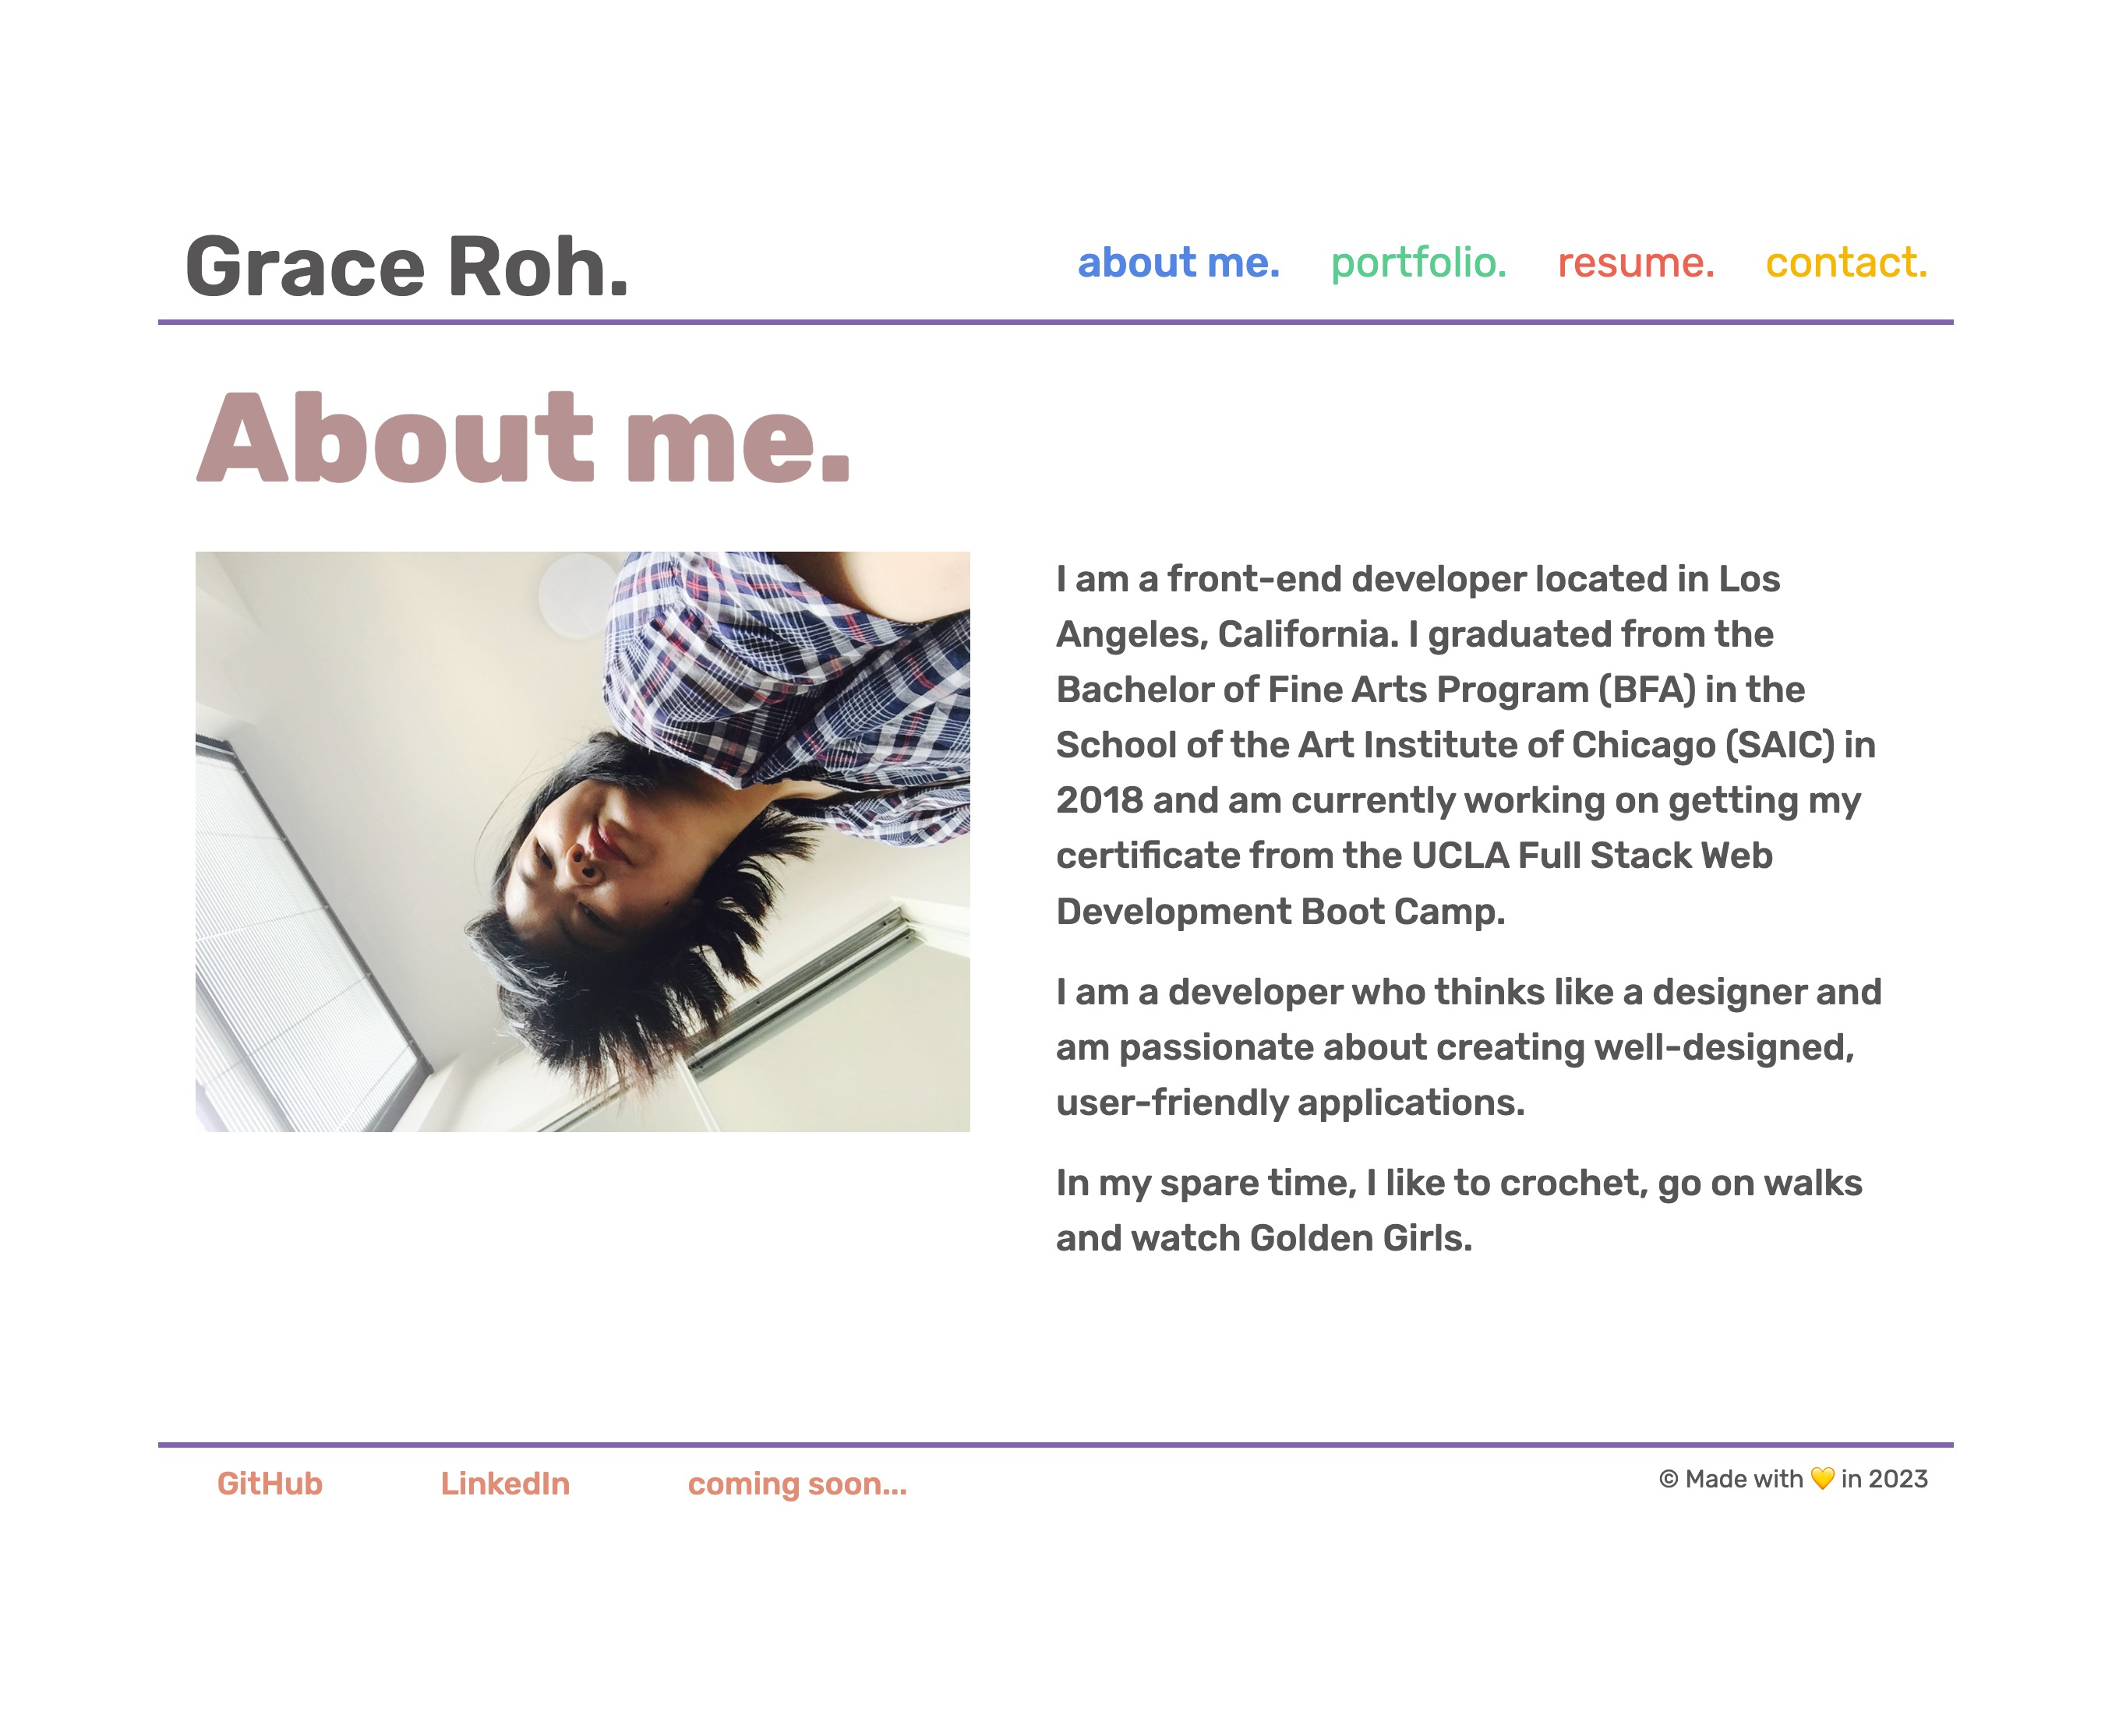 Grace Roh.
about me. portfolio. resume. contact.
About me.
I am a front-end developer located in Los
Angeles, California. I graduated from the
Bachelor of Fine Arts Program (BFA) in the
School of the Art Institute of Chicago (SAIC) in
2018 and am currently working on getting my
certificate from the UCLA Full Stack Web
Development Boot Camp.
I am a developer who thinks like a designer and
am passionate about creating well-designed,
user-friendly applications.
In my spare time, I like to crochet, go on walks
and watch Golden Girls.
GitHub LinkedIn coming soon...
© Made with 💛 in 2023